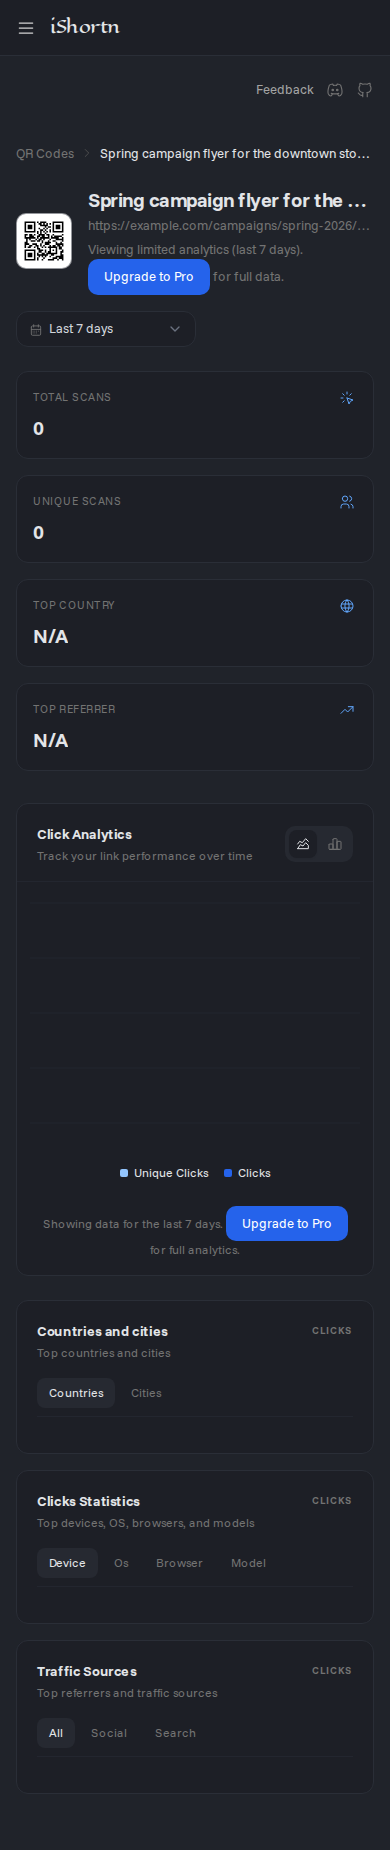 iShortn
Feedback
QR Codes > Spring campaign flyer for the downtown sto...
Spring campaign flyer for the ...
https://example.com/campaigns/spring-2026/...
Viewing limited analytics (last 7 days).
Upgrade to Pro for full data.
Last 7 days
TOTAL SCANS
0
UNIQUE SCANS
0
TOP COUNTRY
N/A
TOP REFERRER
N/A
Click Analytics
Track your link performance over time
Unique Clicks Clicks
Showing data for the last 7 days. Upgrade to Pro
for full analytics.
Countries and cities CLICKS
Top countries and cities
Countries Cities
Clicks Statistics CLICKS
Top devices, OS, browsers, and models
Device Os Browser Model
Traffic Sources CLICKS
Top referrers and traffic sources
All Social Search